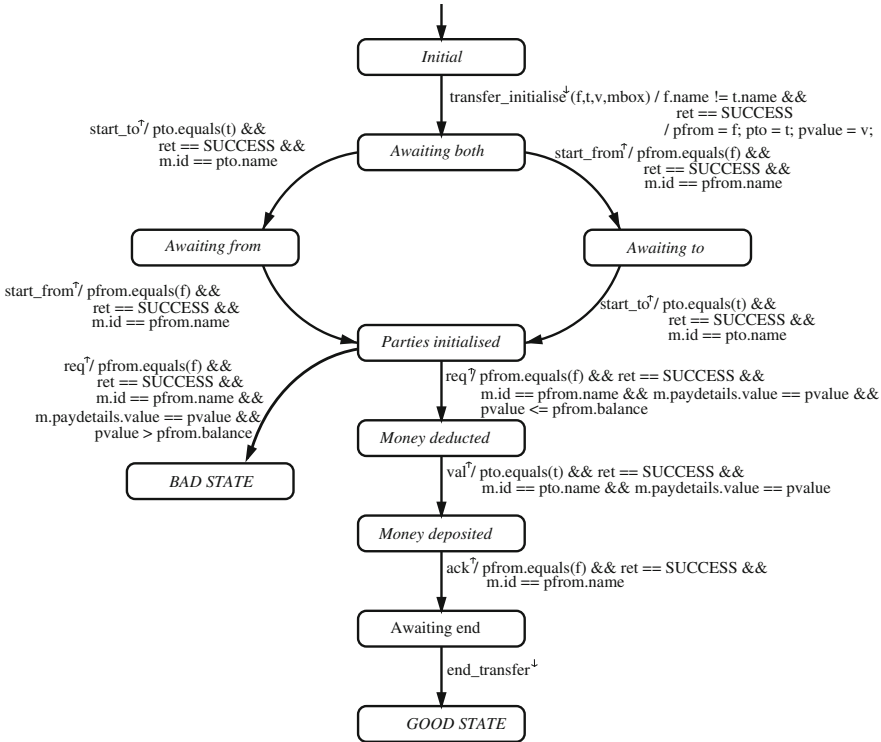 Initial
transfer_initialise↓(f,t,v,mbox) / f.name != t.name &&
ret == SUCCESS
/ pfrom = f; pto = t; pvalue = v;
start_to↑/ pto.equals(t) &&
ret == SUCCESS &&
m.id == pto.name
Awaiting both
start_from↑/ pfrom.equals(f) &&
ret == SUCCESS &&
m.id == pfrom.name
Awaiting from
Awaiting to
start_from↑/ pfrom.equals(f) &&
ret == SUCCESS &&
m.id == pfrom.name
start_to↑/ pto.equals(t) &&
ret == SUCCESS &&
m.id == pto.name
Parties initialised
req↑/ pfrom.equals(f) &&
ret == SUCCESS &&
m.id == pfrom.name &&
m.paydetails.value == pvalue &&
pvalue > pfrom.balance
req↑/ pfrom.equals(f) && ret == SUCCESS &&
m.id == pfrom.name && m.paydetails.value == pvalue &&
pvalue <= pfrom.balance
Money deducted
BAD STATE
val↑/ pto.equals(t) && ret == SUCCESS &&
m.id == pto.name && m.paydetails.value == pvalue
Money deposited
ack↑/ pfrom.equals(f) && ret == SUCCESS &&
m.id == pfrom.name
Awaiting end
end_transfer↓
GOOD STATE